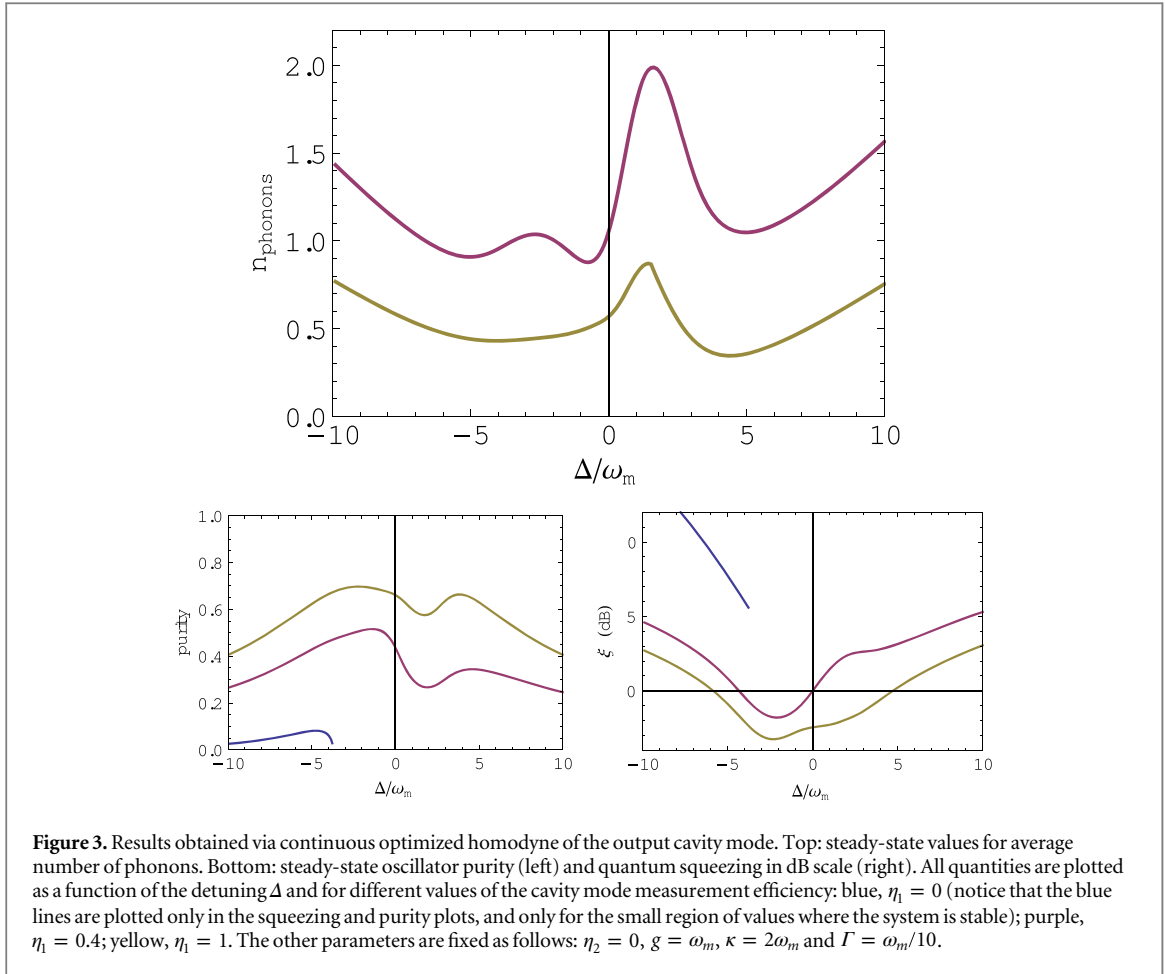 2.0
1.5
1.0
0.5
0.0
n_phonons
−10 −5 0 5 10
Δ/ω_m
1.0
0.8
0.6
0.4
0.2
0.0
purity
−10 −5 0 5 10
Δ/ω_m
0
5
0
ξ (dB)
−10 −5 0 5 10
Δ/ω_m
Figure 3. Results obtained via continuous optimized homodyne of the output cavity mode. Top: steady-state values for average
number of phonons. Bottom: steady-state oscillator purity (left) and quantum squeezing in dB scale (right). All quantities are plotted
as a function of the detuning Δ and for different values of the cavity mode measurement efficiency: blue, η₁ = 0 (notice that the blue
lines are plotted only in the squeezing and purity plots, and only for the small region of values where the system is stable); purple,
η₁ = 0.4; yellow, η₁ = 1. The other parameters are fixed as follows: η₂ = 0, g = ω_m, κ = 2ω_m and Γ = ω_m/10.